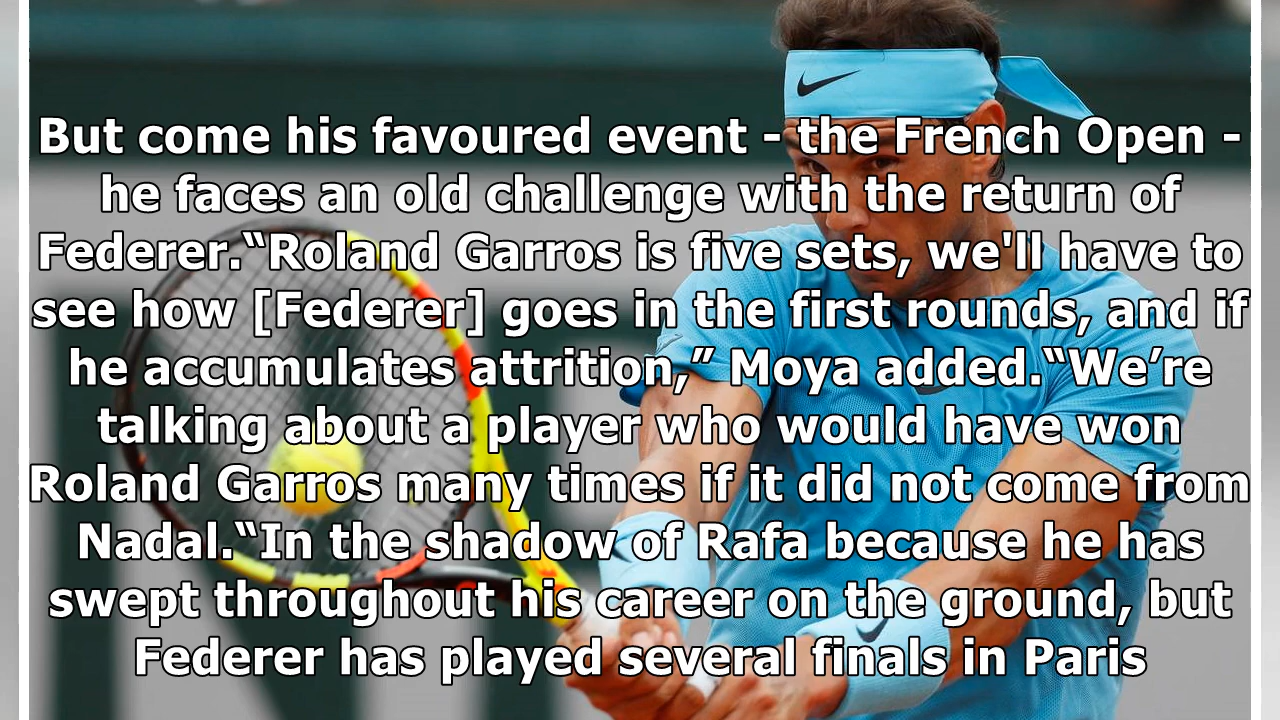 But come his favoured event - the French Open -
he faces an old challenge with the return of
Federer.“Roland Garros is five sets, we'll have to
see how [Federer] goes in the first rounds, and if
he accumulates attrition,” Moya added.“We’re
talking about a player who would have won
Roland Garros many times if it did not come from
Nadal.“In the shadow of Rafa because he has
swept throughout his career on the ground, but
Federer has played several finals in Paris